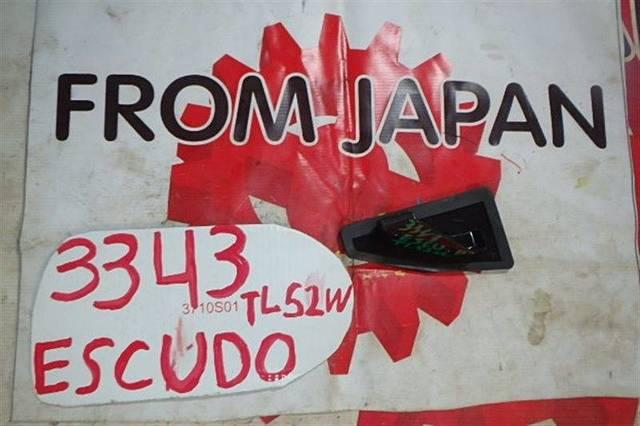 FROM JAPAN
3343
3710S01 TL52W
ESCUDO